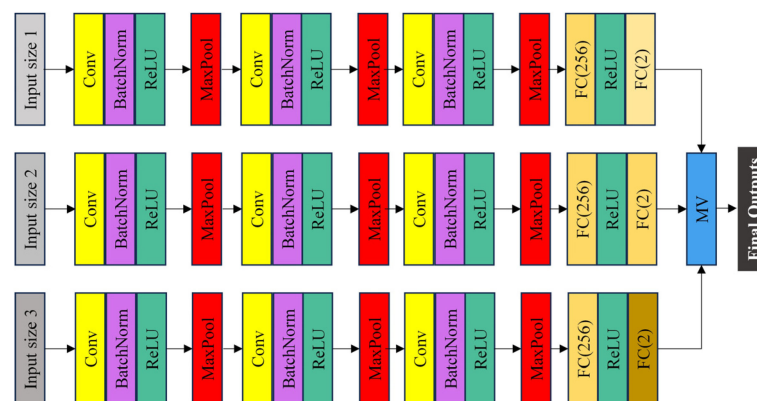 Input size 1
Conv
BatchNorm
ReLU
MaxPool
Conv
BatchNorm
ReLU
MaxPool
Conv
BatchNorm
ReLU
MaxPool
FC(256)
ReLU
FC(2)
Input size 2
Conv
BatchNorm
ReLU
MaxPool
Conv
BatchNorm
ReLU
MaxPool
Conv
BatchNorm
ReLU
MaxPool
FC(256)
ReLU
FC(2)
MV
Final Outputs
Input size 3
Conv
BatchNorm
ReLU
MaxPool
Conv
BatchNorm
ReLU
MaxPool
Conv
BatchNorm
ReLU
MaxPool
FC(256)
ReLU
FC(2)